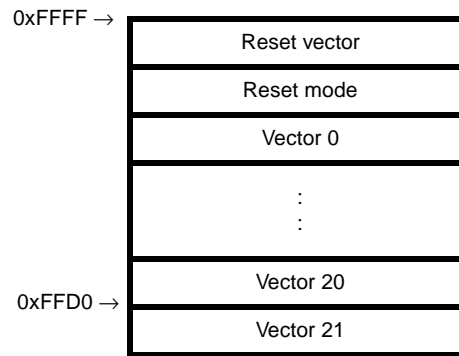 0xFFFF →
Reset vector
Reset mode
Vector 0
:
:
Vector 20
0xFFD0 →
Vector 21